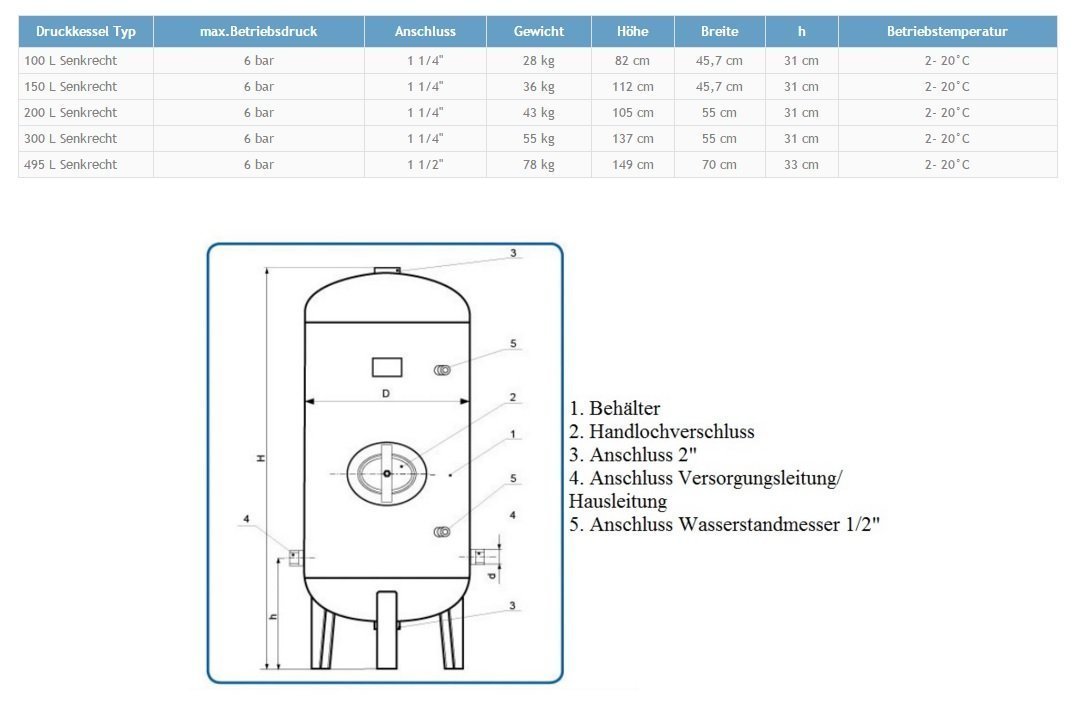 Druckkessel Typ max.Betriebsdruck Anschluss Gewicht Höhe Breite h Betriebstemperatur
100 L Senkrecht 6 bar 1 1/4" 28 kg 82 cm 45,7 cm 31 cm 2- 20°C
150 L Senkrecht 6 bar 1 1/4" 36 kg 112 cm 45,7 cm 31 cm 2- 20°C
200 L Senkrecht 6 bar 1 1/4" 43 kg 105 cm 55 cm 31 cm 2- 20°C
300 L Senkrecht 6 bar 1 1/4" 55 kg 137 cm 55 cm 31 cm 2- 20°C
495 L Senkrecht 6 bar 1 1/2" 78 kg 149 cm 70 cm 33 cm 2- 20°C
3
5
D
2
1
H
5
4
4
d
h
3
1. Behälter
2. Handlochverschluss
3. Anschluss 2"
4. Anschluss Versorgungsleitung/
Hausleitung
5. Anschluss Wasserstandmesser 1/2"